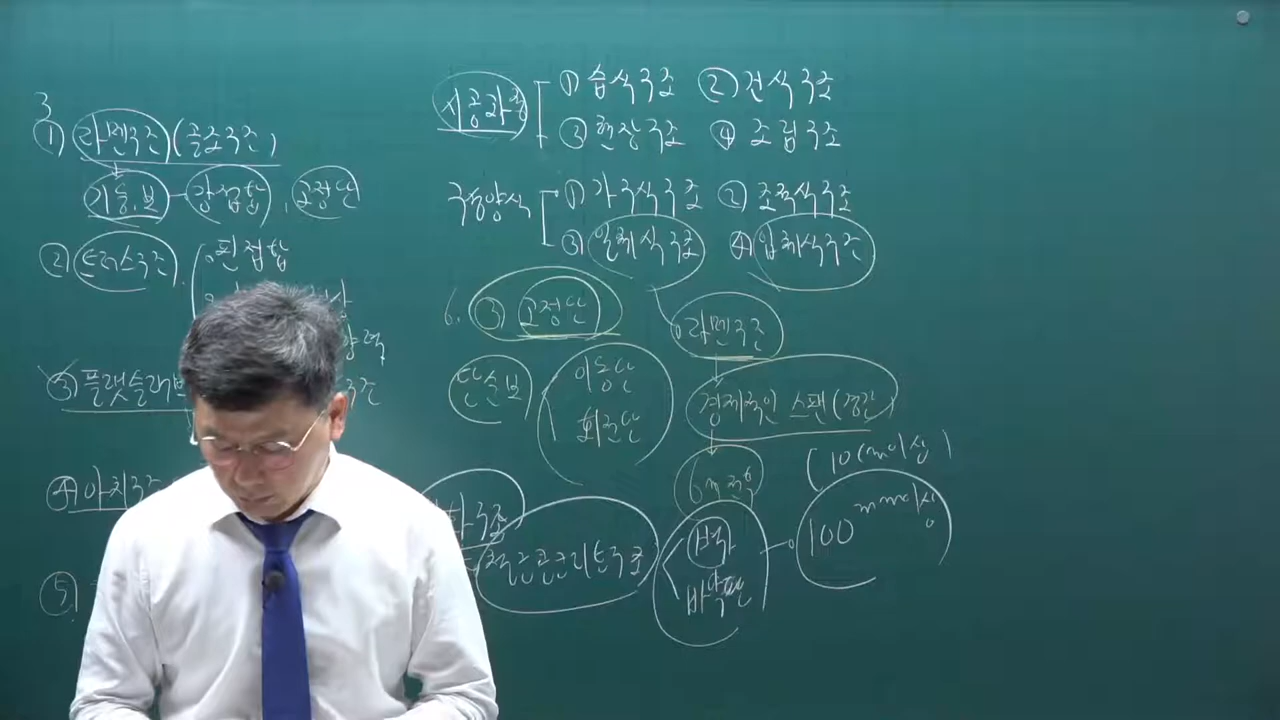 3
① 라멘구조(골조구조)
기둥.보 - 강접합, 고정단
② 트러스구조 .핀접합
③ 플랫슬래브
④ 아치구조
⑤
시공과정 ① 습식구조 ② 건식구조
③ 현장구조 ④ 조립구조
구성양식 ① 가구식구조 ② 조적식구조
③ 일체식구조 ④ 입체식구조
6. ③ 고정단
단순보 이동단
회전단
라멘구조
경제적인 스팬(경간)
6m 전후
(10cm이상)
벽
바닥판
100mm이상
철근콘크리트구조